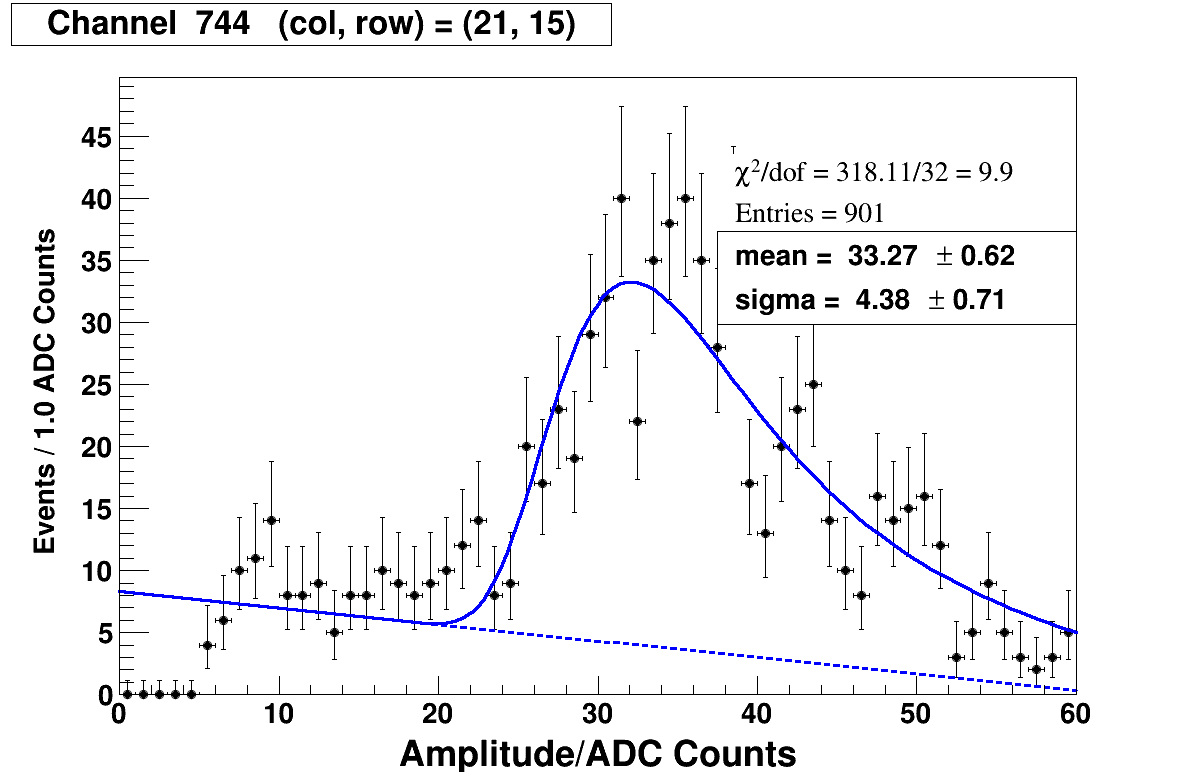 Channel 744 (col, row) = (21, 15)
χ²/dof = 318.11/32 = 9.9
Entries = 901
mean = 33.27 ± 0.62
sigma = 4.38 ± 0.71
Events / 1.0 ADC Counts
45
40
35
30
25
20
15
10
5
0
0 10 20 30 40 50 60
Amplitude/ADC Counts